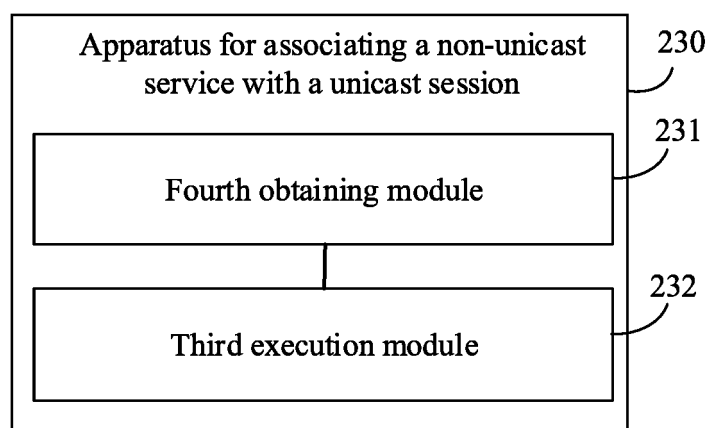 Apparatus for associating a non-unicast
service with a unicast session
230
231
Fourth obtaining module
232
Third execution module